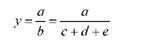 y = a/b = a/(c + d + e)